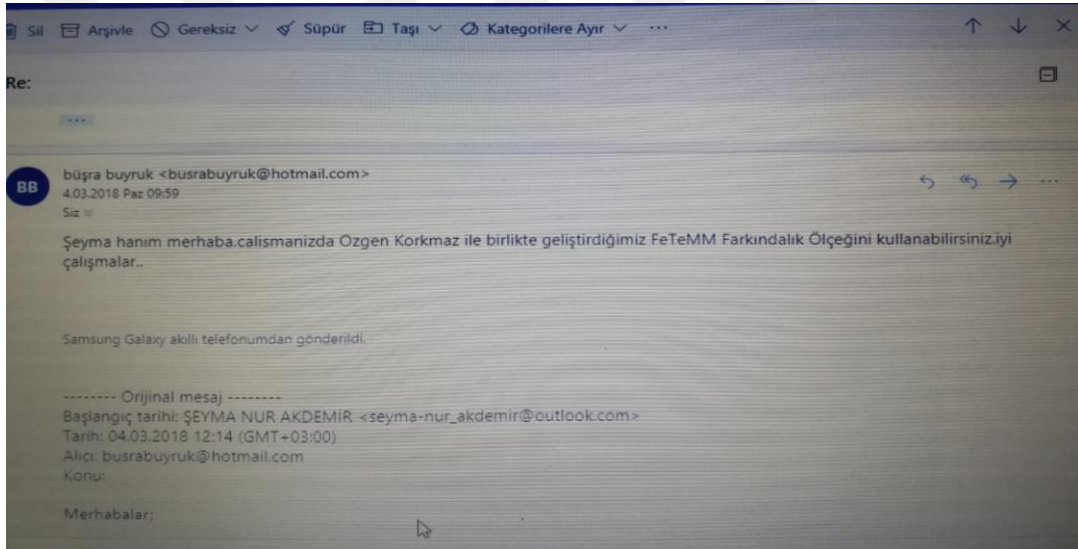 Sil Arşivle Gereksiz Süpür Taşı Kategorilere Ayır ...
Re:
...
BB
büşra buyruk <busrabuyruk@hotmail.com>
4.03.2018 Paz 09:59
Siz
...
Şeyma hanım merhaba.calismanizda Ozgen Korkmaz ile birlikte geliştirdiğimiz FeTeMM Farkındalık Ölçeğini kullanabilirsiniz.iyi
çalışmalar..
Samsung Galaxy akıllı telefonumdan gönderildi.
-------- Orijinal mesaj --------
Başlangıç tarihi: ŞEYMA NUR AKDEMİR <seyma-nur_akdemir@outlook.com>
Tarih: 04.03.2018 12:14 (GMT+03:00)
Alıcı: busrabuyruk@hotmail.com
Konu:
Merhabalar;